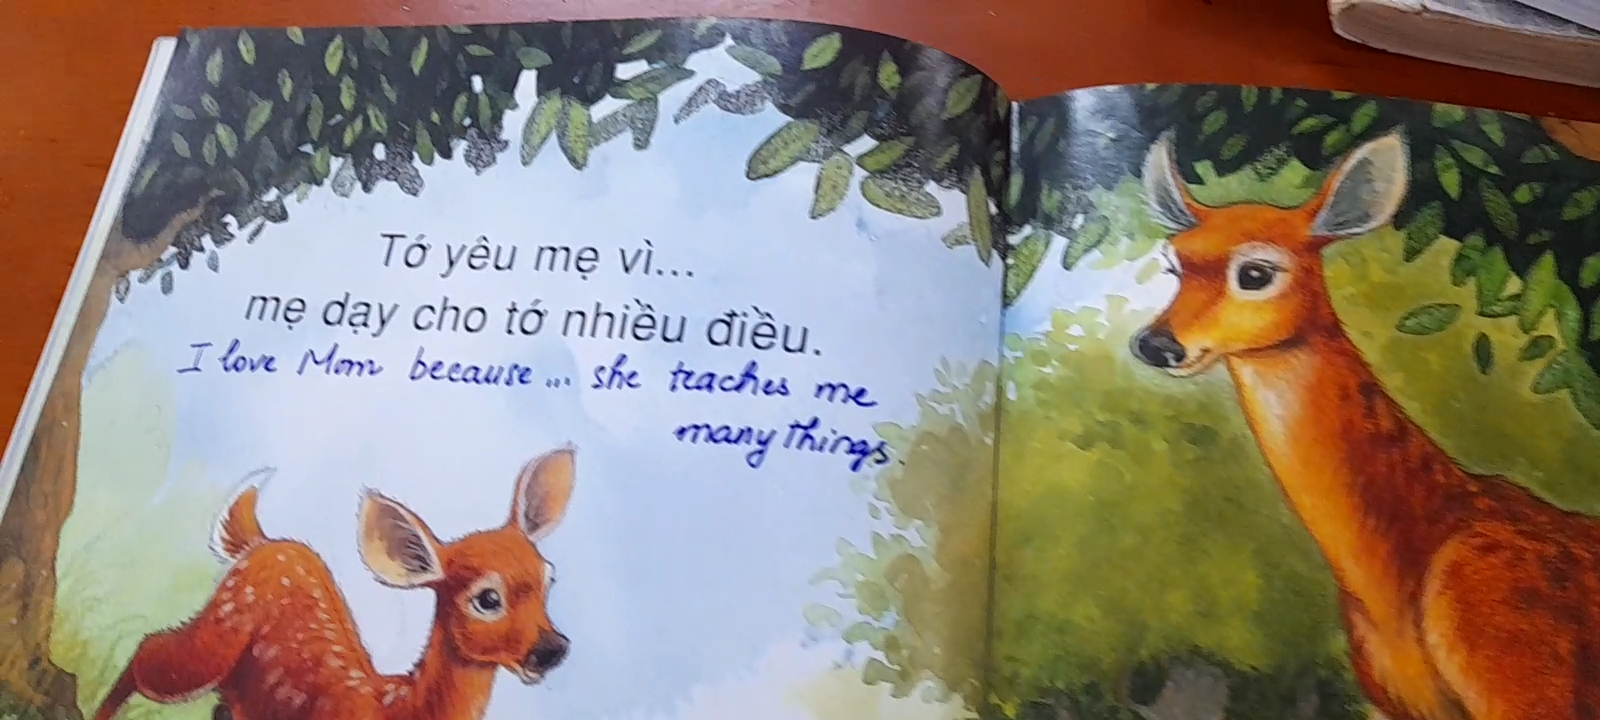 Tớ yêu mẹ vì...
mẹ dạy cho tớ nhiều điều.
I love Mom because ... she teaches me
many things.